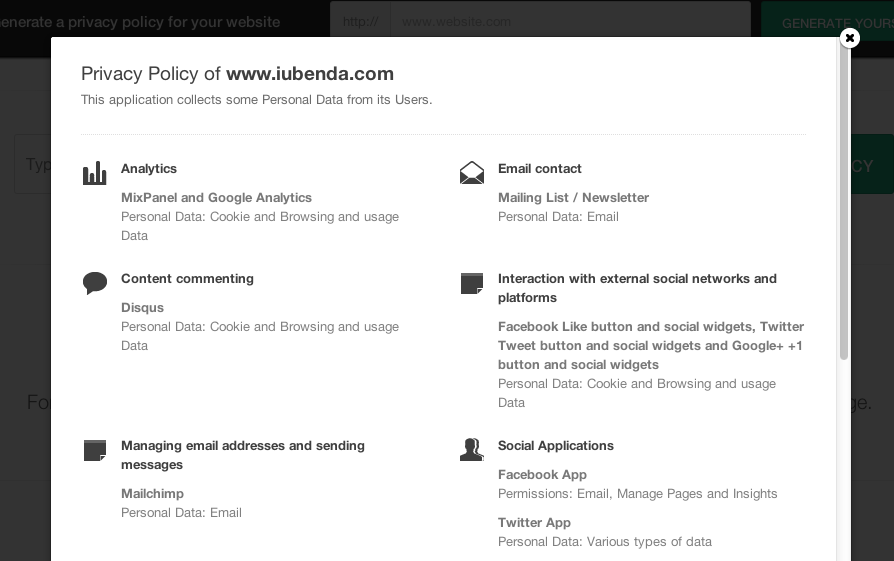 enerate a privacy policy for your website
http://
www.website.com
GENERATE YOURS
Privacy Policy of www.iubenda.com
This application collects some Personal Data from its Users.
Analytics
MixPanel and Google Analytics
Personal Data: Cookie and Browsing and usage
Data
Email contact
Mailing List / Newsletter
Personal Data: Email
Content commenting
Disqus
Personal Data: Cookie and Browsing and usage
Data
Interaction with external social networks and
platforms
Facebook Like button and social widgets, Twitter
Tweet button and social widgets and Google+ +1
button and social widgets
Personal Data: Cookie and Browsing and usage
Data
Managing email addresses and sending
messages
Mailchimp
Personal Data: Email
Social Applications
Facebook App
Permissions: Email, Manage Pages and Insights
Twitter App
Personal Data: Various types of data
Typ
CY
Fo
ge.